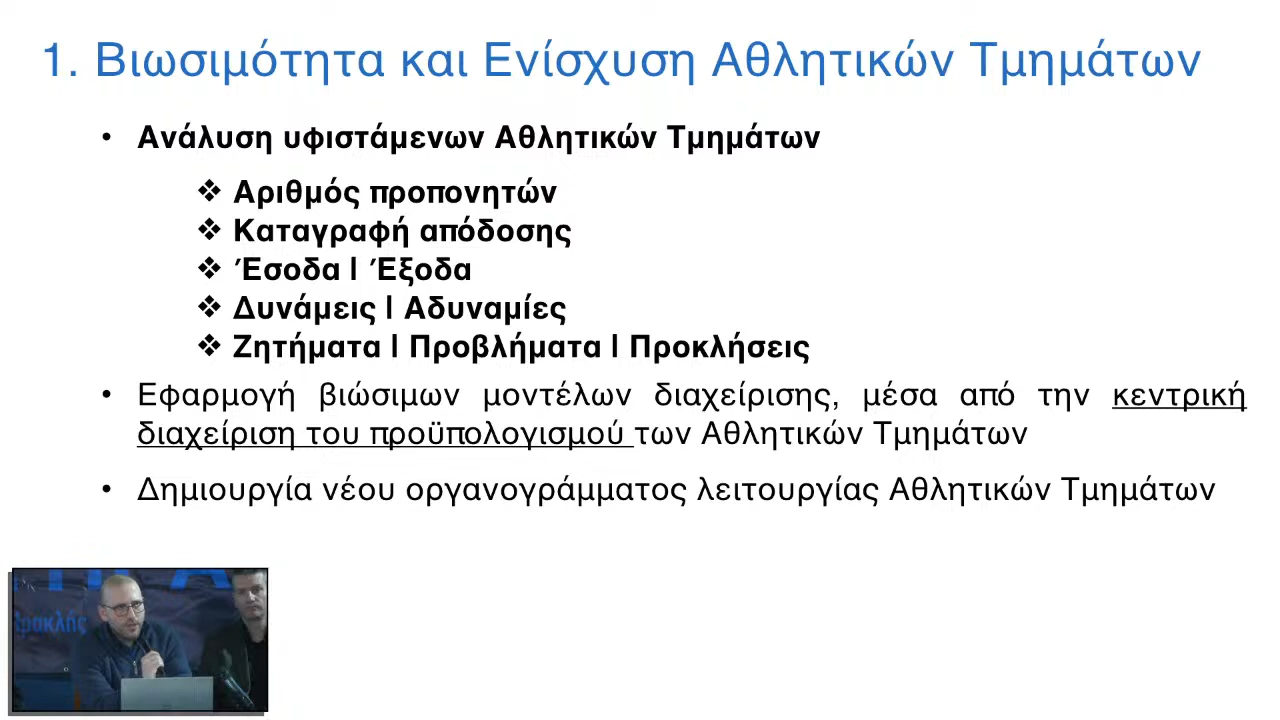 1. Βιωσιμότητα και Ενίσχυση Αθλητικών Τμημάτων
• Ανάλυση υφιστάμενων Αθλητικών Τμημάτων
❖ Αριθμός προπονητών
❖ Καταγραφή απόδοσης
❖ Έσοδα | Έξοδα
❖ Δυνάμεις | Αδυναμίες
❖ Ζητήματα | Προβλήματα | Προκλήσεις
• Εφαρμογή βιώσιμων μοντέλων διαχείρισης, μέσα από την κεντρική
διαχείριση του προϋπολογισμού των Αθλητικών Τμημάτων
• Δημιουργία νέου οργανογράμματος λειτουργίας Αθλητικών Τμημάτων